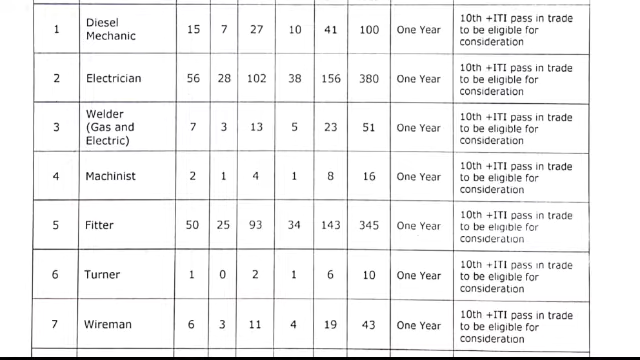 1 Diesel Mechanic 15 7 27 10 41 100 One Year 10th +ITI pass in trade to be eligible for consideration
2 Electrician 56 28 102 38 156 380 One Year 10th +ITI pass in trade to be eligible for consideration
3 Welder (Gas and Electric) 7 3 13 5 23 51 One Year 10th +ITI pass in trade to be eligible for consideration
4 Machinist 2 1 4 1 8 16 One Year 10th +ITI pass in trade to be eligible for consideration
5 Fitter 50 25 93 34 143 345 One Year 10th +ITI pass in trade to be eligible for consideration
6 Turner 1 0 2 1 6 10 One Year 10th +ITI pass in trade to be eligible for consideration
7 Wireman 6 3 11 4 19 43 One Year 10th +ITI pass in trade to be eligible for consideration